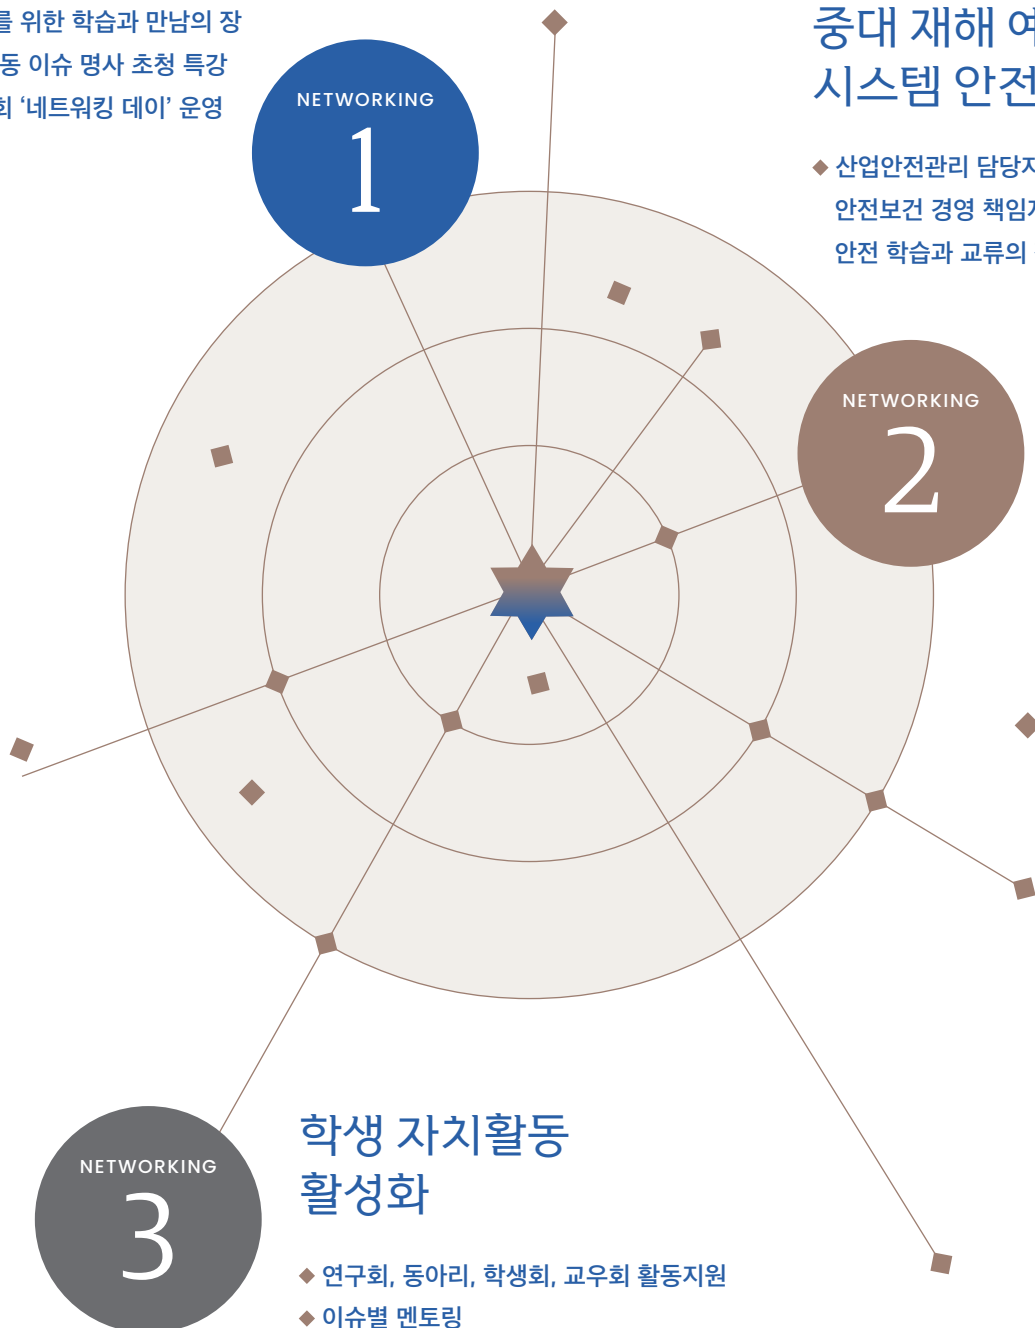 를 위한 학습과 만남의 장
동 이슈 명사 초청 특강
회 ‘네트워킹 데이’ 운영
NETWORKING
1
중대 재해
시스템 안전
◆ 산업안전관리 담당자
안전보건 경영 책임자
안전 학습과 교류의
NETWORKING
2
NETWORKING
3
학생 자치활동
활성화
◆ 연구회, 동아리, 학생회, 교우회 활동지원
◆ 이슈별 멘토링